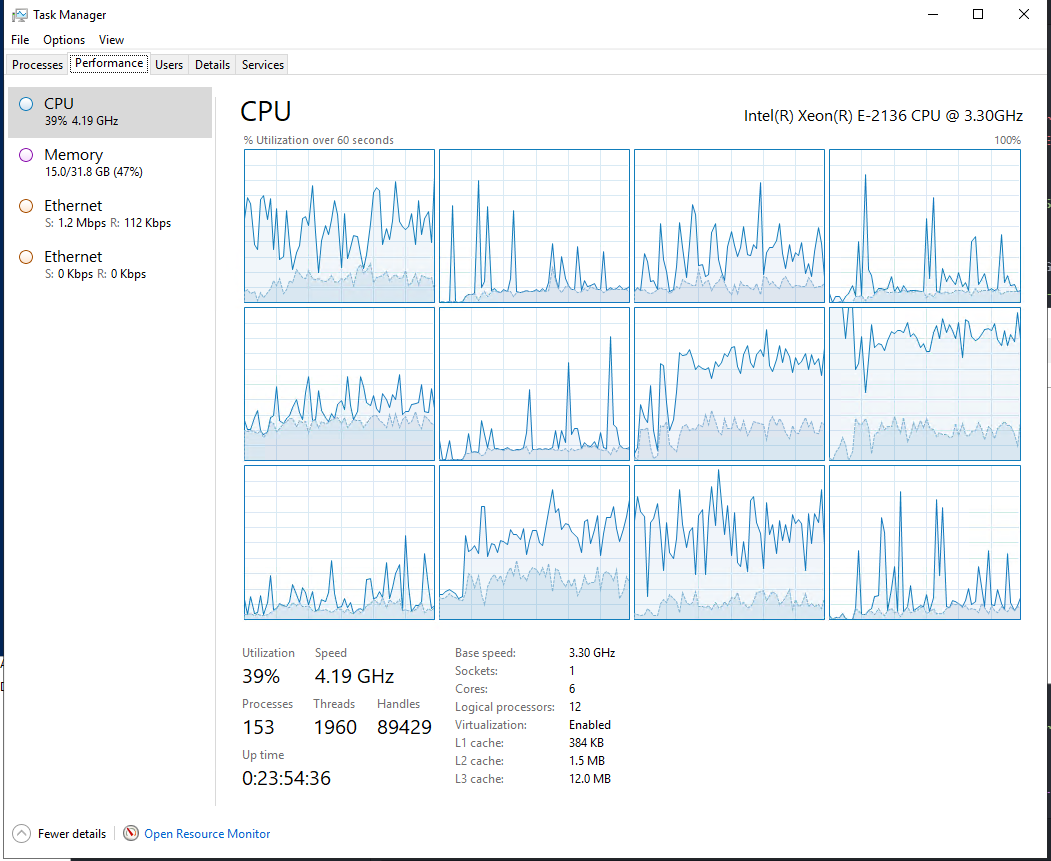 Task Manager
File Options View
Processes Performance Users Details Services
CPU
39% 4.19 GHz
Memory
15.0/31.8 GB (47%)
Ethernet
S: 1.2 Mbps R: 112 Kbps
Ethernet
S: 0 Kbps R: 0 Kbps
CPU
Intel(R) Xeon(R) E-2136 CPU @ 3.30GHz
% Utilization over 60 seconds 100%
Utilization Speed
39% 4.19 GHz
Processes Threads Handles
153 1960 89429
Up time
0:23:54:36
Base speed: 3.30 GHz
Sockets: 1
Cores: 6
Logical processors: 12
Virtualization: Enabled
L1 cache: 384 KB
L2 cache: 1.5 MB
L3 cache: 12.0 MB
Fewer details Open Resource Monitor